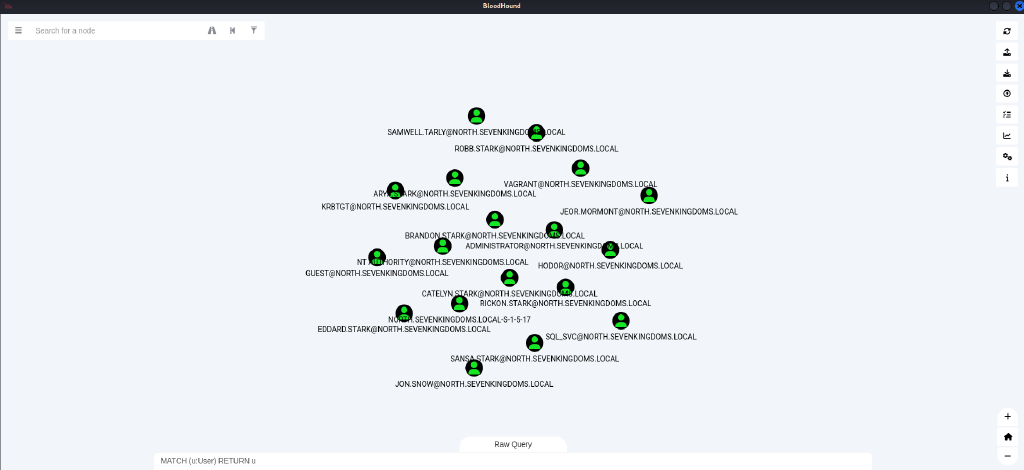 BloodHound
Search for a node
SAMWELL.TARLY@NORTH.SEVENKINGDOMS.LOCAL
ROBB.STARK@NORTH.SEVENKINGDOMS.LOCAL
VAGRANT@NORTH.SEVENKINGDOMS.LOCAL
ARYA.STARK@NORTH.SEVENKINGDOMS.LOCAL
KRBTGT@NORTH.SEVENKINGDOMS.LOCAL
JEOR.MORMONT@NORTH.SEVENKINGDOMS.LOCAL
BRANDON.STARK@NORTH.SEVENKINGDOMS.LOCAL
ADMINISTRATOR@NORTH.SEVENKINGDOMS.LOCAL
NT AUTHORITY@NORTH.SEVENKINGDOMS.LOCAL
HODOR@NORTH.SEVENKINGDOMS.LOCAL
GUEST@NORTH.SEVENKINGDOMS.LOCAL
CATELYN.STARK@NORTH.SEVENKINGDOMS.LOCAL
RICKON.STARK@NORTH.SEVENKINGDOMS.LOCAL
NORTH.SEVENKINGDOMS.LOCAL-S-1-5-17
EDDARD.STARK@NORTH.SEVENKINGDOMS.LOCAL
SQL_SVC@NORTH.SEVENKINGDOMS.LOCAL
SANSA.STARK@NORTH.SEVENKINGDOMS.LOCAL
JON.SNOW@NORTH.SEVENKINGDOMS.LOCAL
Raw Query
MATCH (u:User) RETURN u